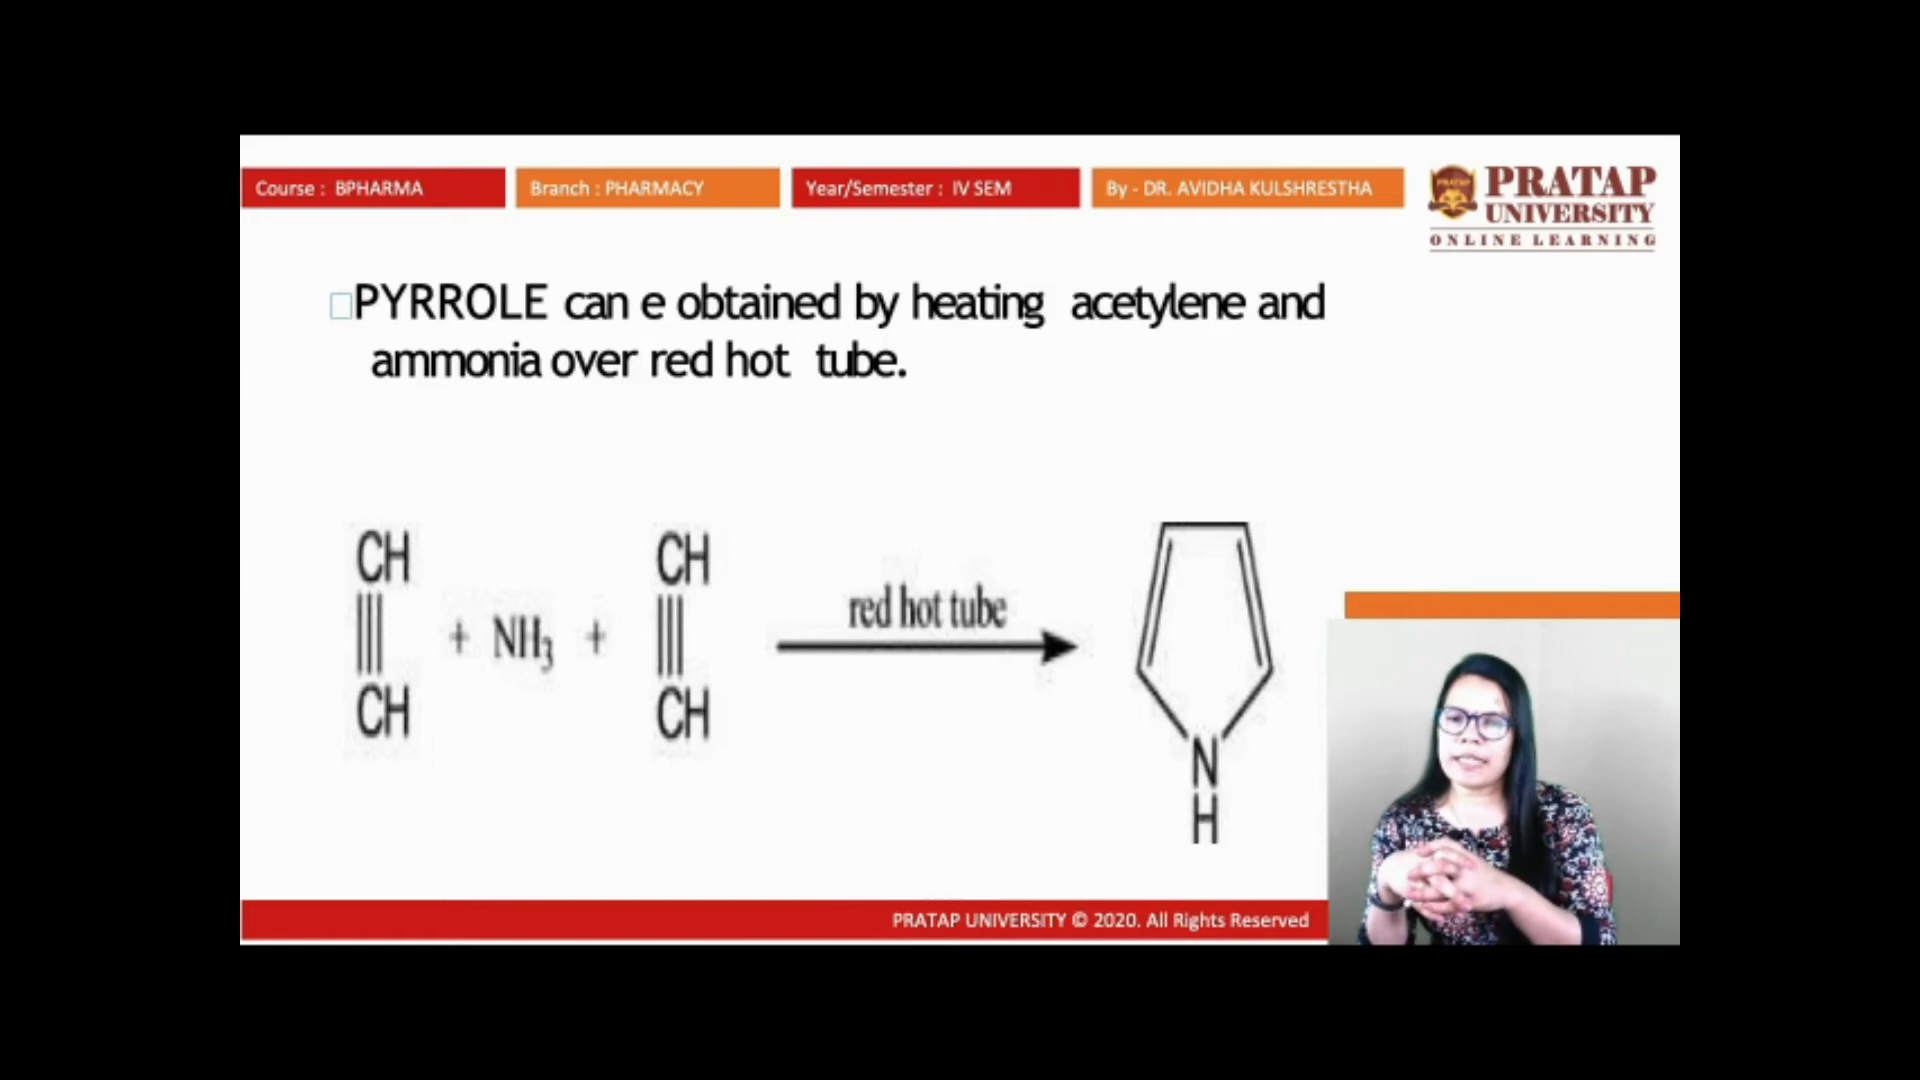 Course : BPHARMA
Branch : PHARMACY
Year/Semester : IV SEM
By - DR. AVIDHA KULSHRESTHA
PRATAP
PRATAP
UNIVERSITY
ONLINE LEARNING
PYRROLE can e obtained by heating acetylene and
ammonia over red hot tube.
CH
CH
+ NH₃ +
CH
CH
red hot tube
N
H
PRATAP UNIVERSITY © 2020. All Rights Reserved